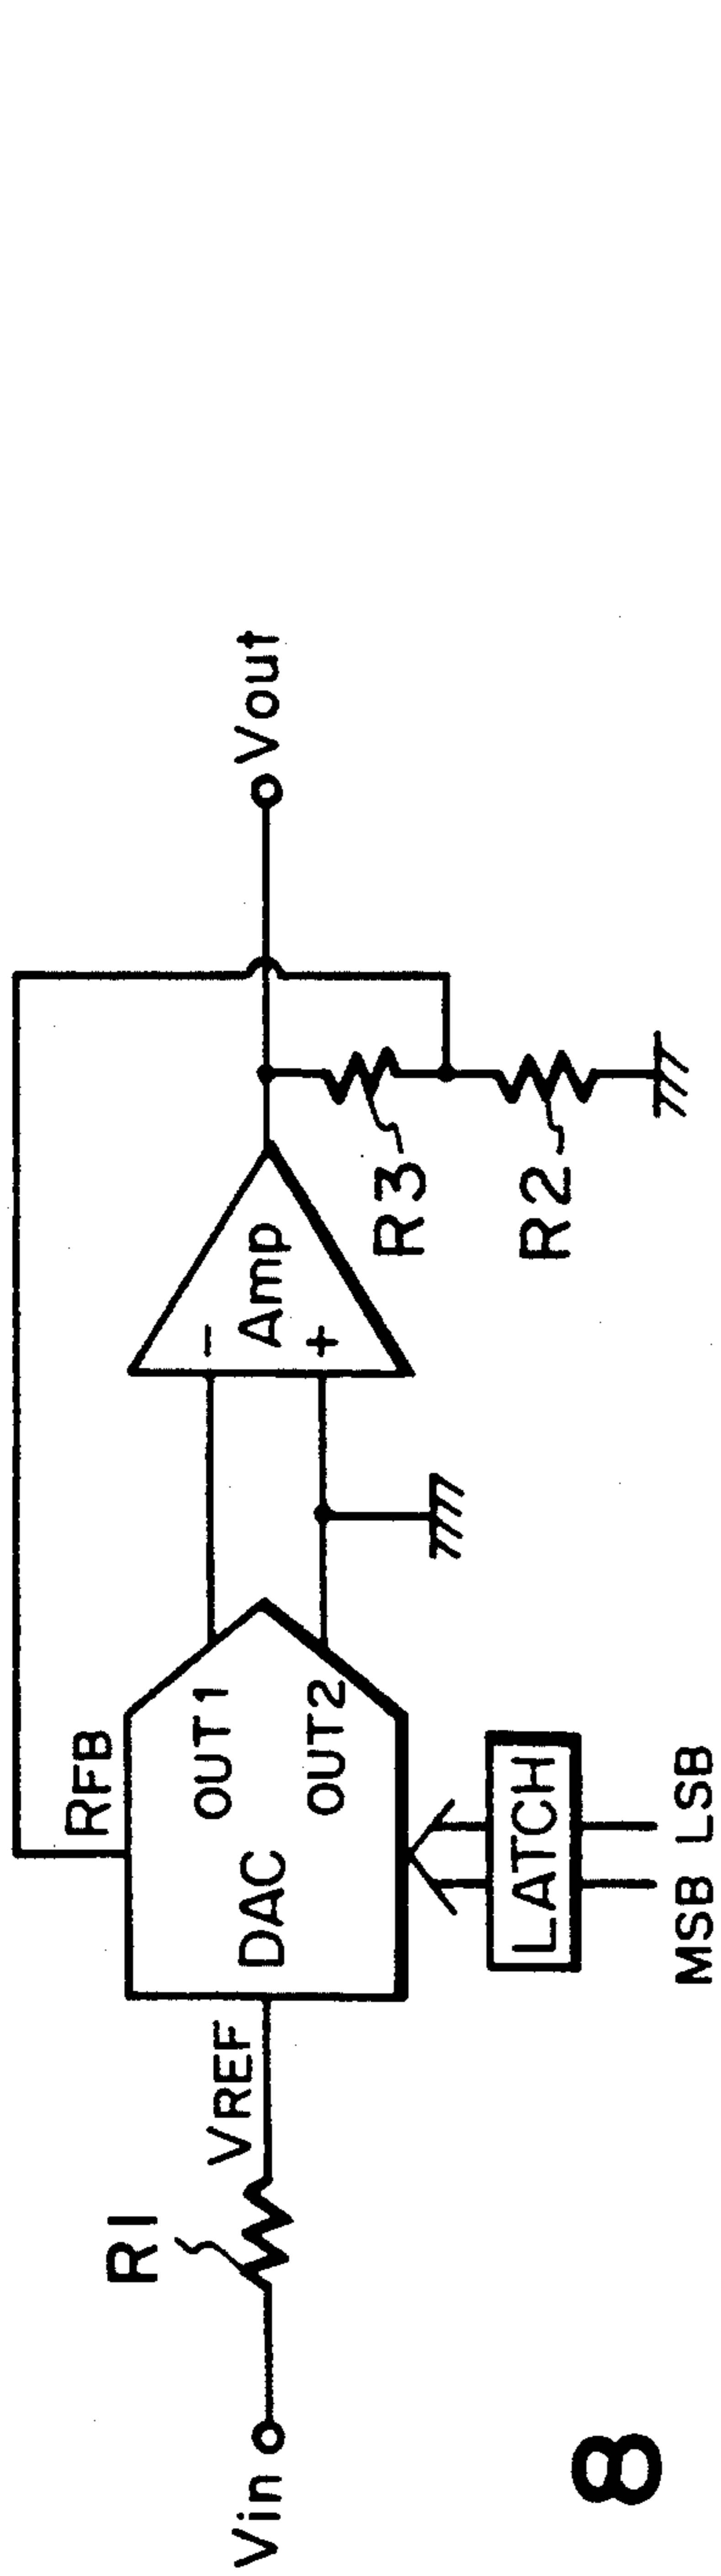 RFB
R1
VREF
OUT1
DAC
OUT2
−
Amp
+
Vin
Vout
R3
R2
LATCH
MSB LSB
8